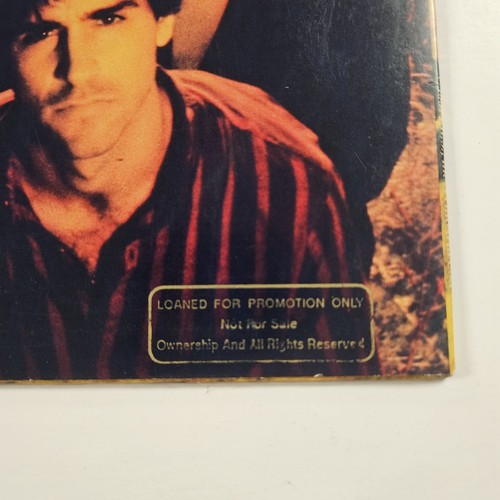 LOANED FOR PROMOTION ONLY
Not For Sale
Ownership And All Rights Reserved